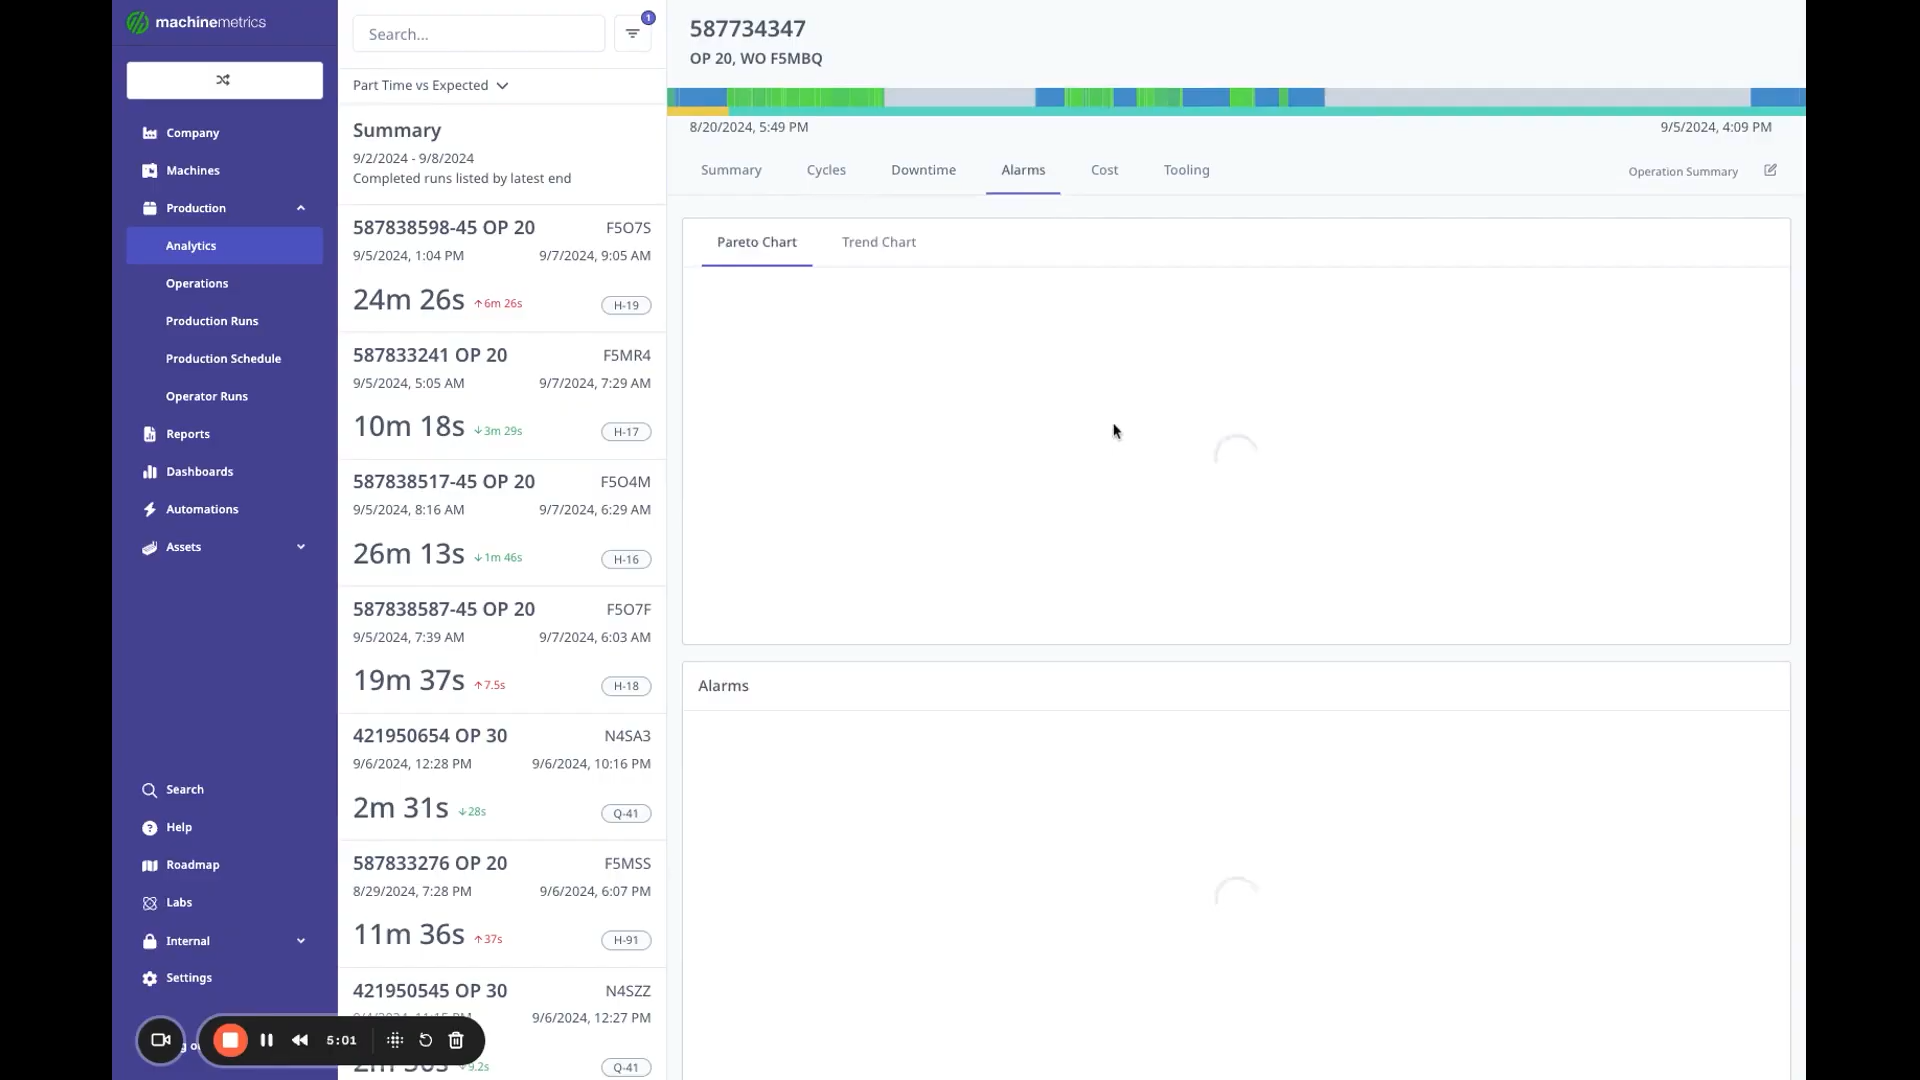 machinemetrics
Company
Machines
Production
Analytics
Operations
Production Runs
Production Schedule
Operator Runs
Reports
Dashboards
Automations
Assets
Search
Help
Roadmap
Labs
Internal
Settings
5:01
Search...
1
Part Time vs Expected
Summary
9/2/2024 - 9/8/2024
Completed runs listed by latest end
587838598-45 OP 20 F5O7S
9/5/2024, 1:04 PM 9/7/2024, 9:05 AM
24m 26s ↑6m 26s H-19
587833241 OP 20 F5MR4
9/5/2024, 5:05 AM 9/7/2024, 7:29 AM
10m 18s ↓3m 29s H-17
587838517-45 OP 20 F5O4M
9/5/2024, 8:16 AM 9/7/2024, 6:29 AM
26m 13s ↓1m 46s H-16
587838587-45 OP 20 F5O7F
9/5/2024, 7:39 AM 9/7/2024, 6:03 AM
19m 37s ↑7.5s H-18
421950654 OP 30 N4SA3
9/6/2024, 12:28 PM 9/6/2024, 10:16 PM
2m 31s ↓28s Q-41
587833276 OP 20 F5MSS
8/29/2024, 7:28 PM 9/6/2024, 6:07 PM
11m 36s ↑37s H-91
421950545 OP 30 N4SZZ
9/6/2024, 12:27 PM
Q-41
587734347
OP 20, WO F5MBQ
8/20/2024, 5:49 PM 9/5/2024, 4:09 PM
Summary Cycles Downtime Alarms Cost Tooling Operation Summary
Pareto Chart Trend Chart
Alarms